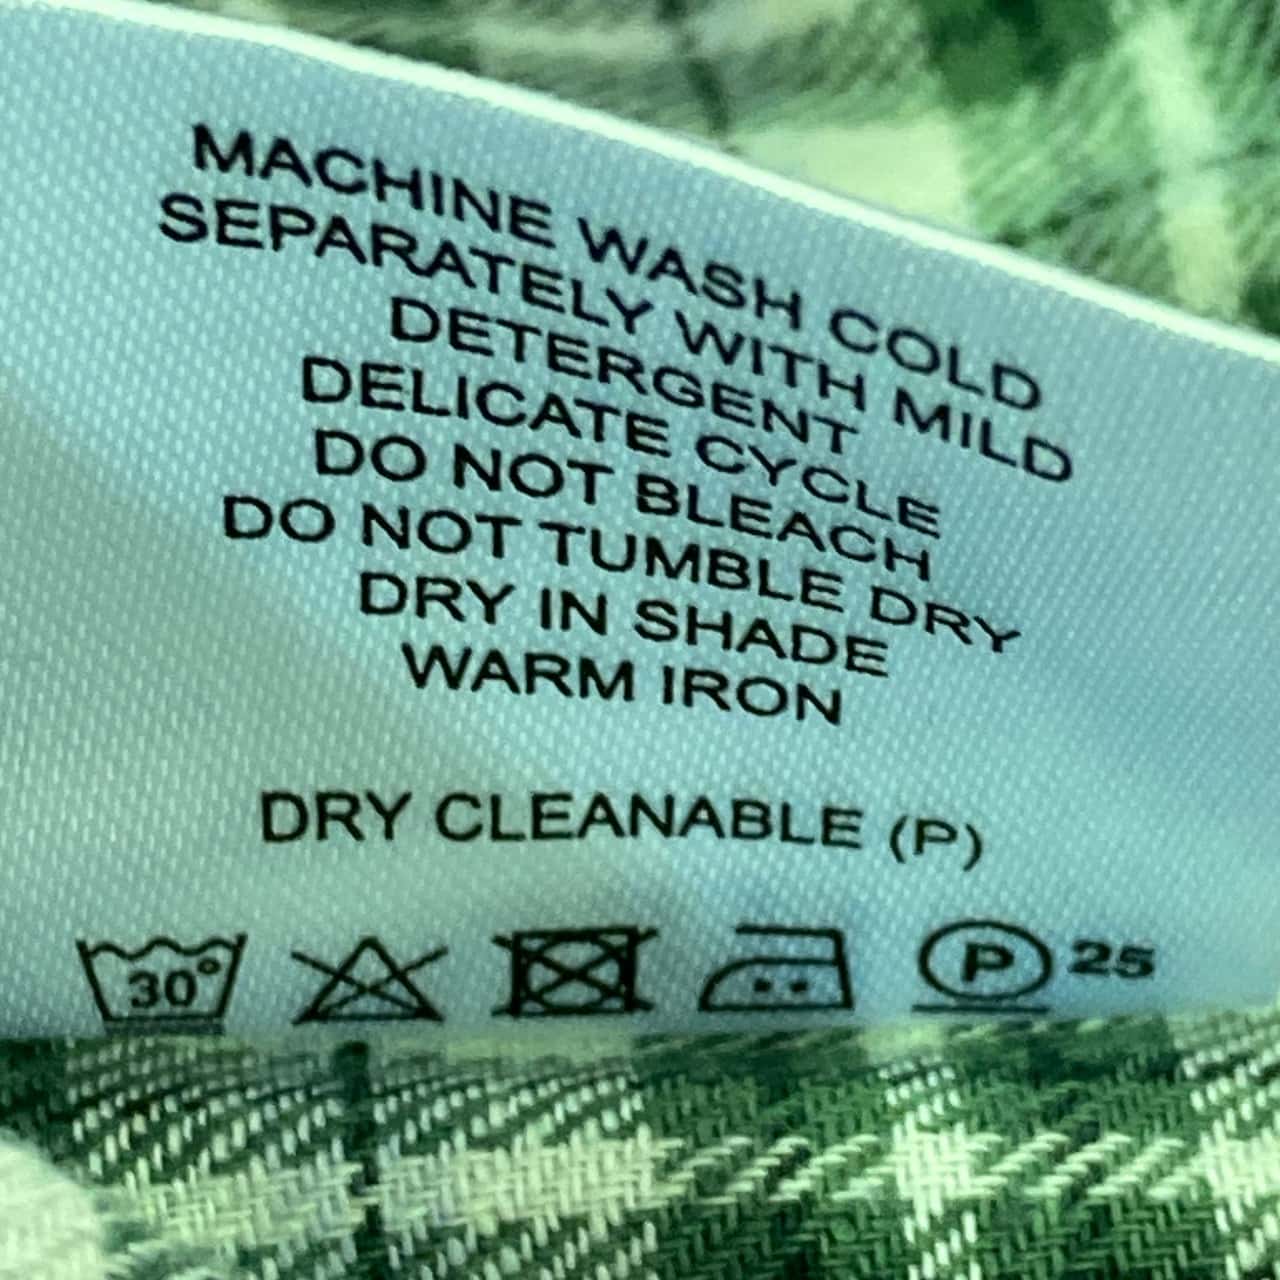 MACHINE WASH COLD
SEPARATELY WITH MILD
DETERGENT
DELICATE CYCLE
DO NOT BLEACH
DO NOT TUMBLE DRY
DRY IN SHADE
WARM IRON
DRY CLEANABLE (P)
30° P 25